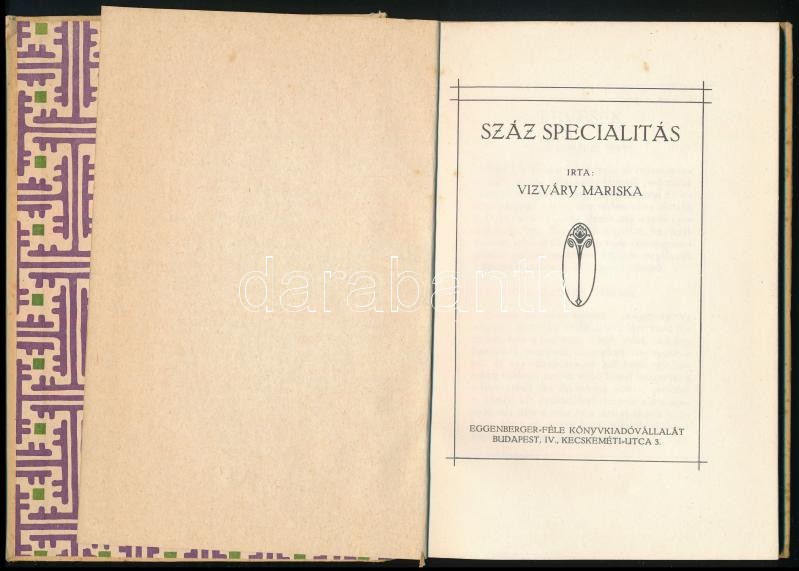 SZÁZ SPECIALITÁS
IRTA:
VIZVÁRY MARISKA
darabanth
EGGENBERGER-FÉLE KÖNYVKIADÓVÁLLALAT
BUDAPEST, IV., KECSKEMÉTI-UTCA 3.